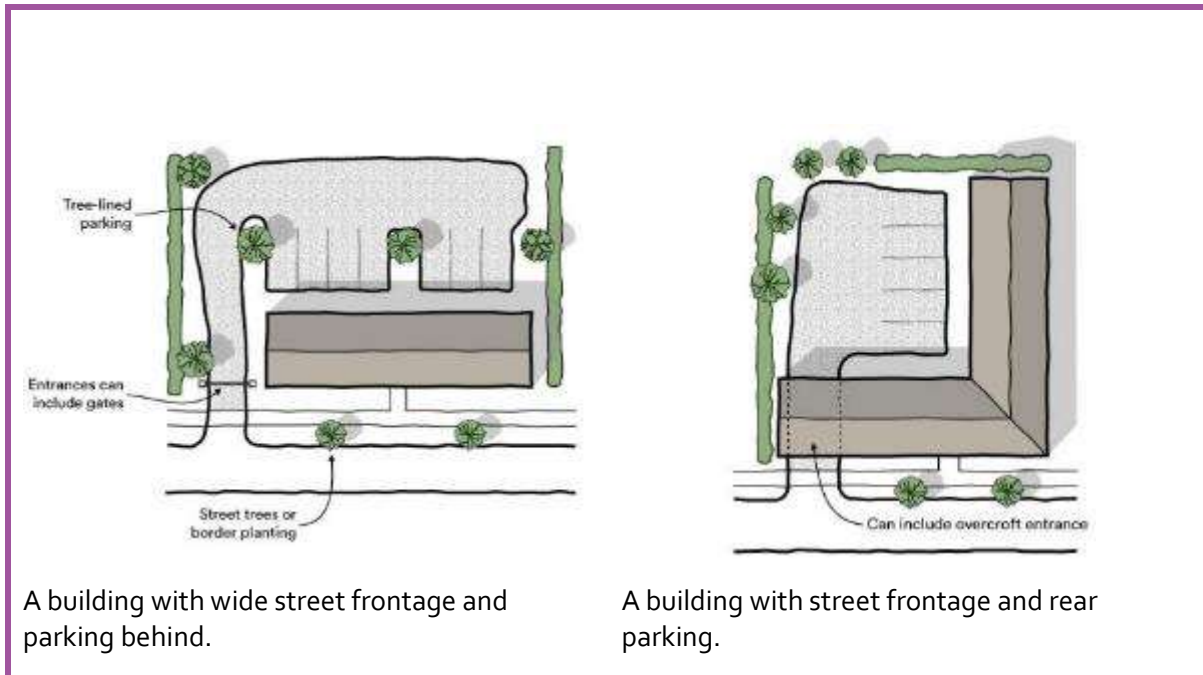 Tree-lined
parking
Entrances can
include gates
Street trees or
border planting
Can include overcroft entrance
A building with wide street frontage and
parking behind.
A building with street frontage and rear
parking.